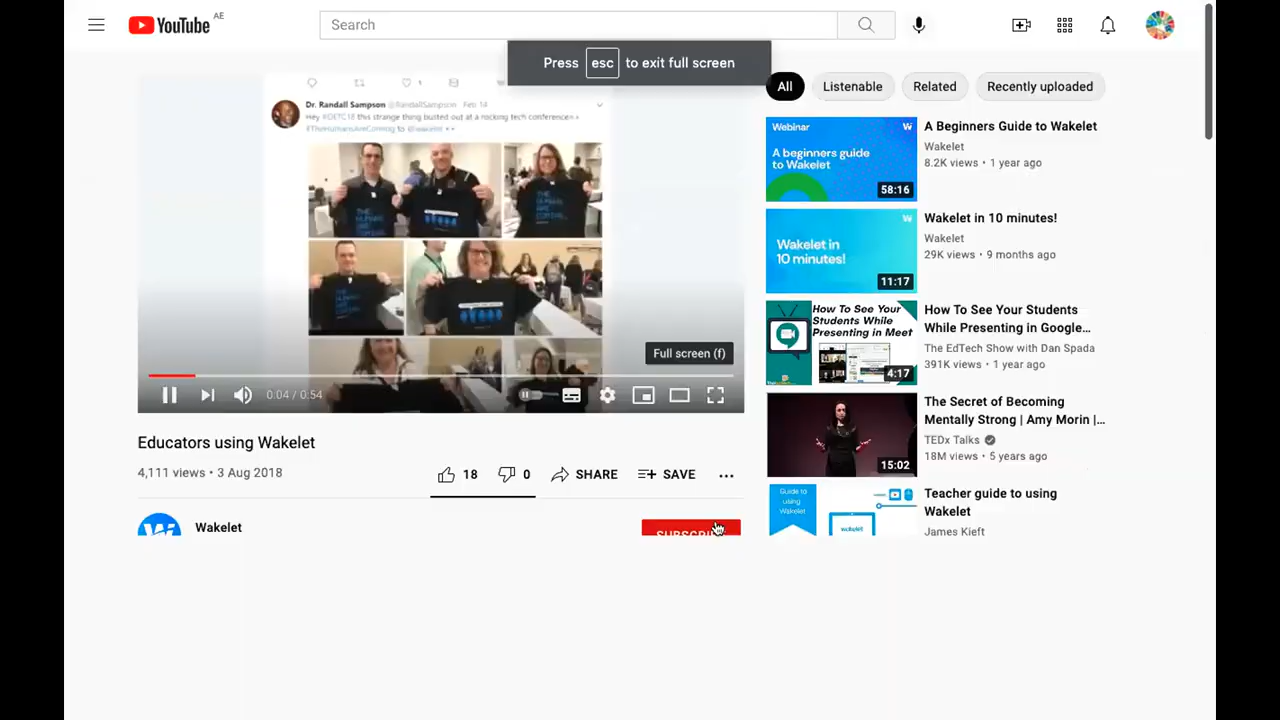 YouTube AE
Search
Press esc to exit full screen
Dr. Randall Sampson @RandallSampson Feb 14
Hey #OETC18 this strange thing busted out at a rocking tech conference
#TheHumansAreComing to @wakelet
THE HUMANS ARE COMING
Full screen (f)
0:04 / 0:54
Educators using Wakelet
4,111 views • 3 Aug 2018
18
0
SHARE
SAVE
Wakelet
SUBSCRIBE
All
Listenable
Related
Recently uploaded
Webinar
A beginners guide
to Wakelet
58:16
A Beginners Guide to Wakelet
Wakelet
8.2K views • 1 year ago
Wakelet in
10 minutes!
11:17
Wakelet in 10 minutes!
Wakelet
29K views • 9 months ago
How To See Your
Students While
Presenting in Meet
4:17
How To See Your Students
While Presenting in Google…
The EdTech Show with Dan Spada
391K views • 1 year ago
15:02
The Secret of Becoming
Mentally Strong | Amy Morin |…
TEDx Talks
18M views • 5 years ago
Guide to
using
Wakelet
wakelet
Teacher guide to using
Wakelet
James Kieft